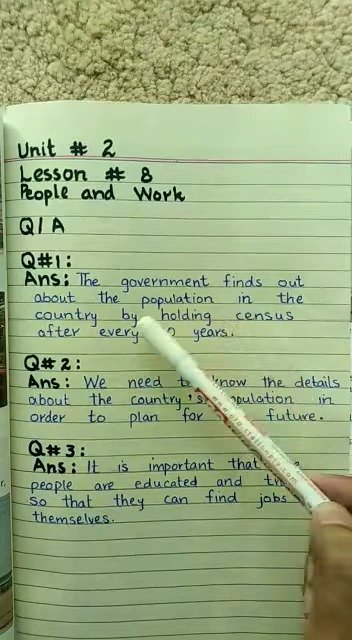 Unit # 2
Lesson # 8
People and Work
Q/A
Q#1:
Ans: The government finds out
about the population in the
country by holding census
after every years.
Q# 2:
Ans: We need know the details
about the country's
order to plan for future.
Q# 3:
Ans: It is important that
people are educated and
so that they can find jobs
themselves.